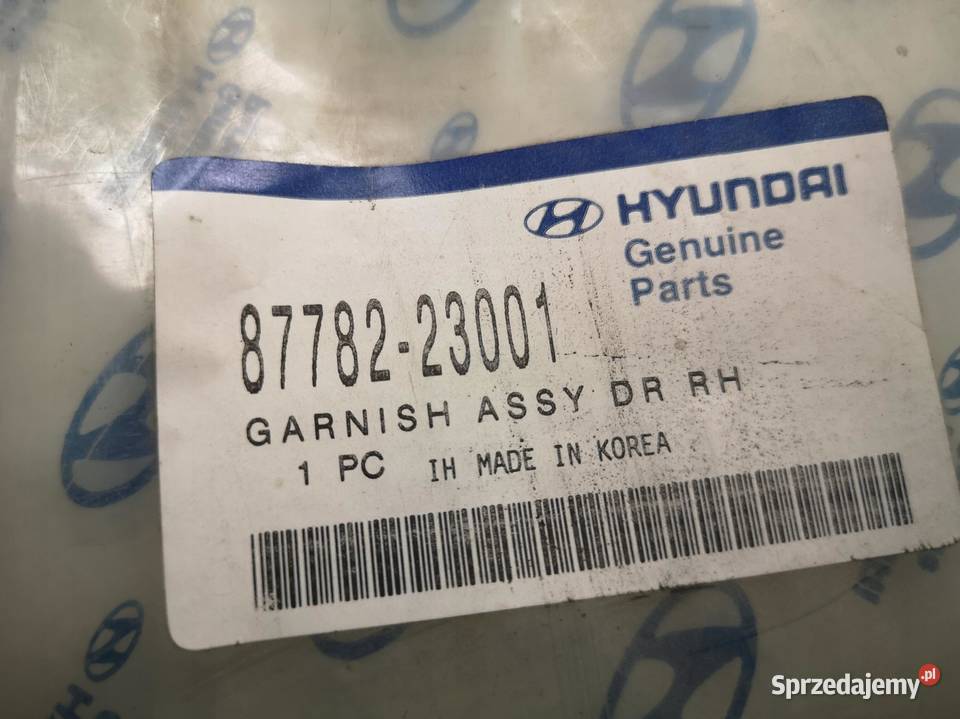 HYUNDAI
Genuine
Parts
87782-23001
GARNISH ASSY DR RH
1 PC IH MADE IN KOREA
Sprzedajemy.pl